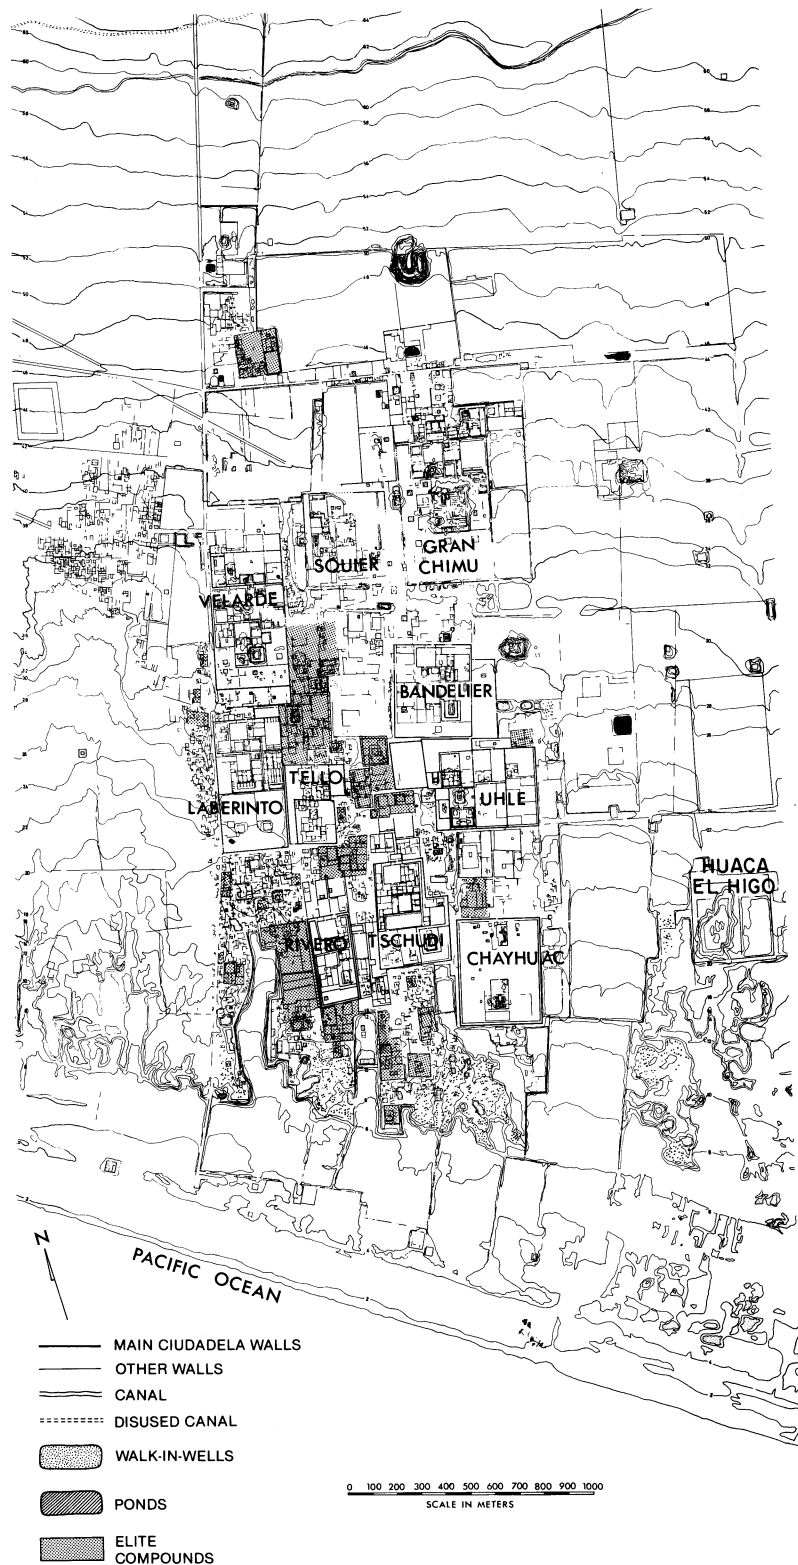 SQUIER
GRAN
CHIMU
VELARDE
BANDELIER
TELLO
LABERINTO
UHLE
HUACA
EL HIGO
RIVERO
TSCHUDI
CHAYHUAC
N
PACIFIC OCEAN
MAIN CIUDADELA WALLS
OTHER WALLS
CANAL
DISUSED CANAL
WALK-IN-WELLS
PONDS
ELITE
COMPOUNDS
0 100 200 300 400 500 600 700 800 900 1000
SCALE IN METERS